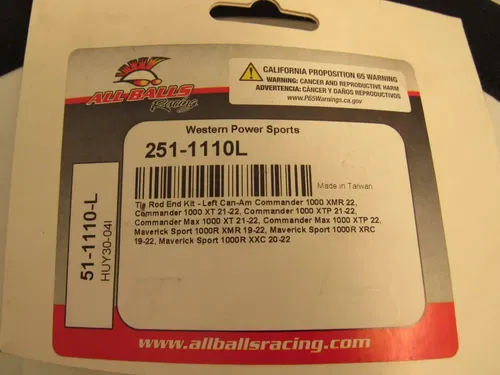 ALL BALLS
Racing
CALIFORNIA PROPOSITION 65 WARNING
WARNING: CANCER AND REPRODUCTIVE HARM
ADVERTENCIA: CANCER y DAÑOS REPRODUCTIVOS
www.P65Warnings.ca.gov
Western Power Sports
251-1110L
Made in Taiwan
Tie Rod End Kit - Left Can-Am Commander 1000 XMR 22,
Commander 1000 XT 21-22, Commander 1000 XTP 21-22,
Commander Max 1000 XT 21-22, Commander Max 1000 XTP 22,
Maverick Sport 1000R XMR 19-22, Maverick Sport 1000R XRC
19-22, Maverick Sport 1000R XXC 20-22
51-1110-L
HUY30-04I
www.allballsracing.com